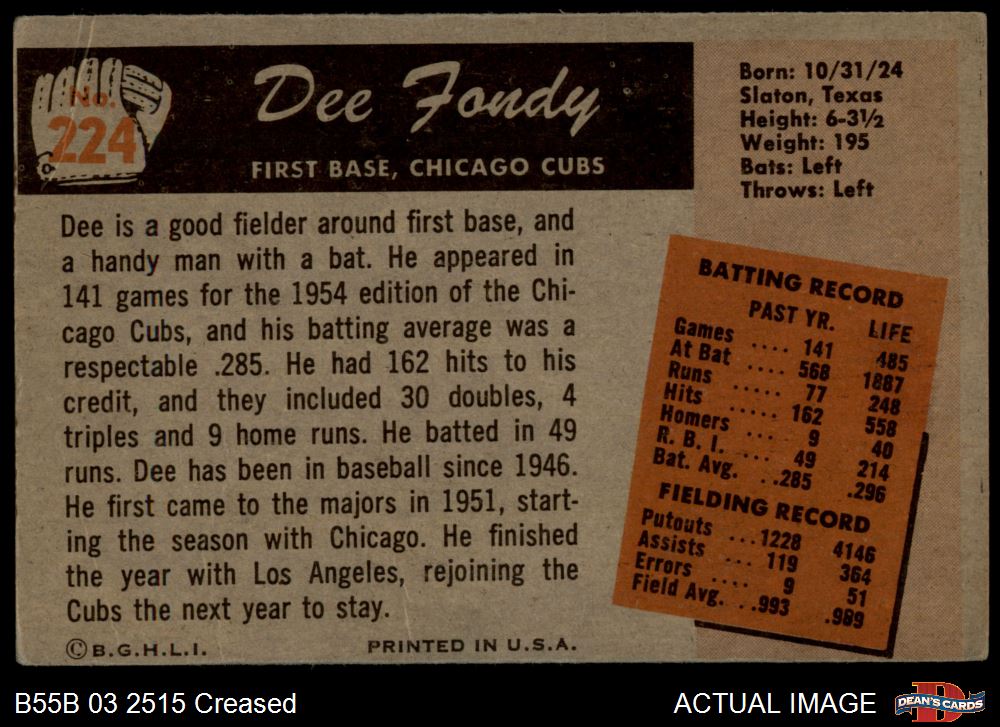 No.
224
Dee Fondy
FIRST BASE, CHICAGO CUBS
Born: 10/31/24
Slaton, Texas
Height: 6-3½
Weight: 195
Bats: Left
Throws: Left
Dee is a good fielder around first base, and
a handy man with a bat. He appeared in
141 games for the 1954 edition of the Chi-
cago Cubs, and his batting average was a
respectable .285. He had 162 hits to his
credit, and they included 30 doubles, 4
triples and 9 home runs. He batted in 49
runs. Dee has been in baseball since 1946.
He first came to the majors in 1951, start-
ing the season with Chicago. He finished
the year with Los Angeles, rejoining the
Cubs the next year to stay.
©B.G.H.L.I. PRINTED IN U.S.A.
BATTING RECORD
PAST YR. LIFE
Games .... 141 485
At Bat .... 568 1887
Runs ..... 77 248
Hits ..... 162 558
Homers ... 9 40
R. B. I. ... 49 214
Bat. Avg. ..285 .296
FIELDING RECORD
Putouts ...1228 4146
Assists ... 119 364
Errors .... 9 51
Field Avg. ..993 .989
B55B 03 2515 Creased
ACTUAL IMAGE
D
DEAN'S CARDS